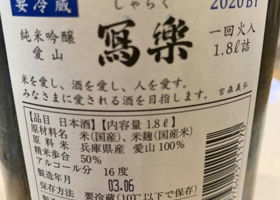 要冷蔵
しゃらく
2020BY
純米吟醸
愛山
寫樂
一回火入
1.8ℓ詰
米を愛し、酒を愛し、人を愛す。
みなさまに愛される酒を目指します。
宮森義弘
【品目 日本酒】【内容量 1.8ℓ】
原材料名 米(国産)、米麹(国産米)
原料米 兵庫県産 愛山100%
精米歩合 50%
アルコール分 16度
製造年月 03.06
保存方法 要冷蔵(10℃以下で保存)